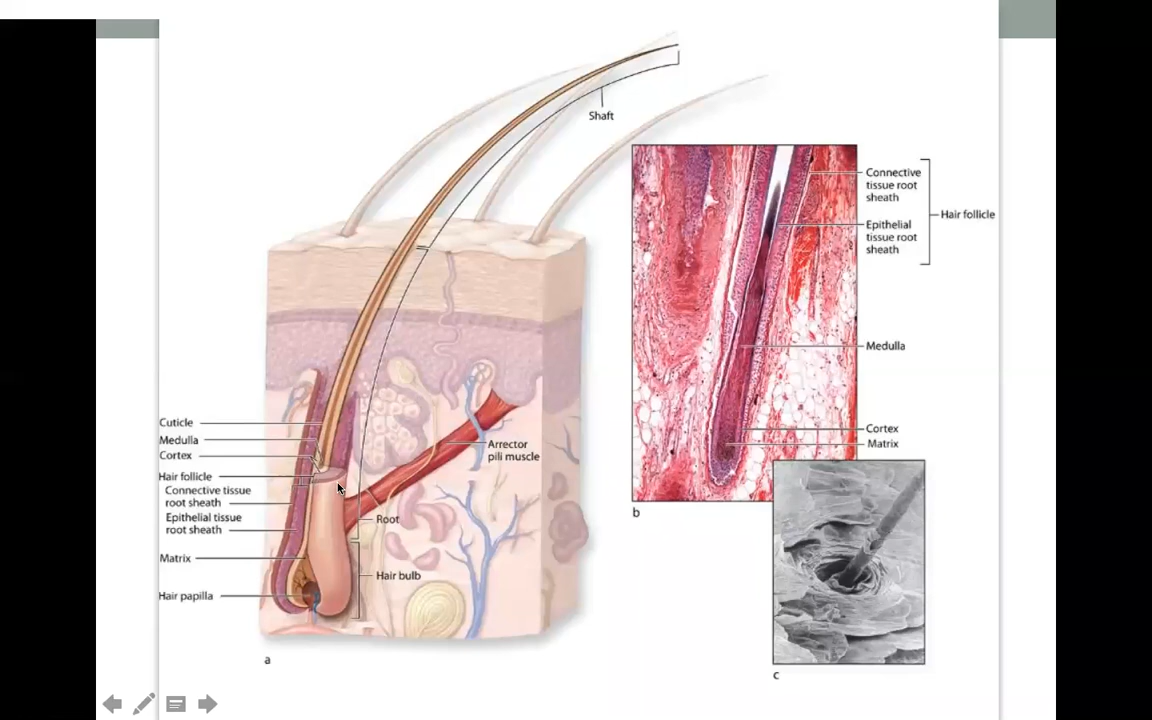 Shaft
Cuticle
Medulla
Cortex
Hair follicle
Connective tissue
root sheath
Epithelial tissue
root sheath
Matrix
Hair papilla
Arrector
pili muscle
Root
Hair bulb
a
Connective
tissue root
sheath
Epithelial
tissue root
sheath
Hair follicle
Medulla
Cortex
Matrix
b
c